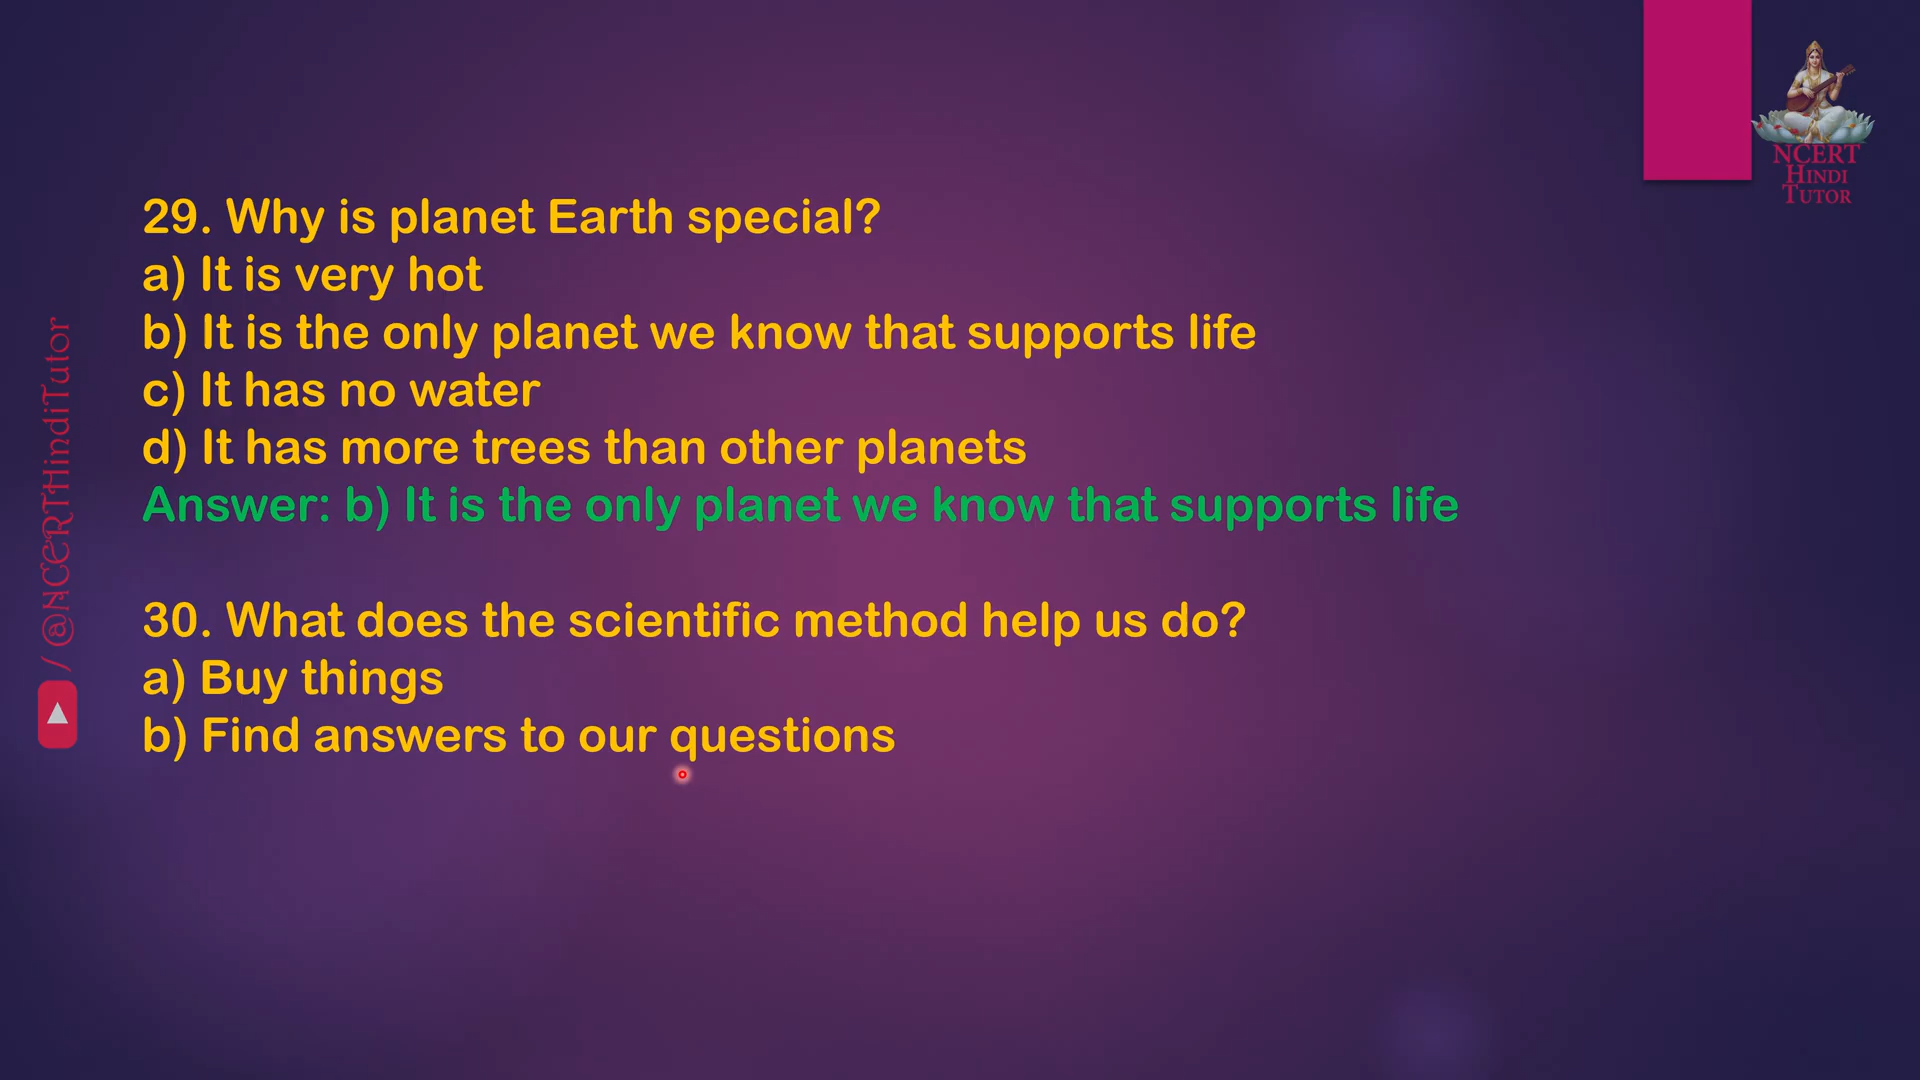 29. Why is planet Earth special?
a) It is very hot
b) It is the only planet we know that supports life
c) It has no water
d) It has more trees than other planets
Answer: b) It is the only planet we know that supports life
30. What does the scientific method help us do?
a) Buy things
b) Find answers to our questions
NCERT
HINDI
TUTOR
/@NCERTHindiTutor